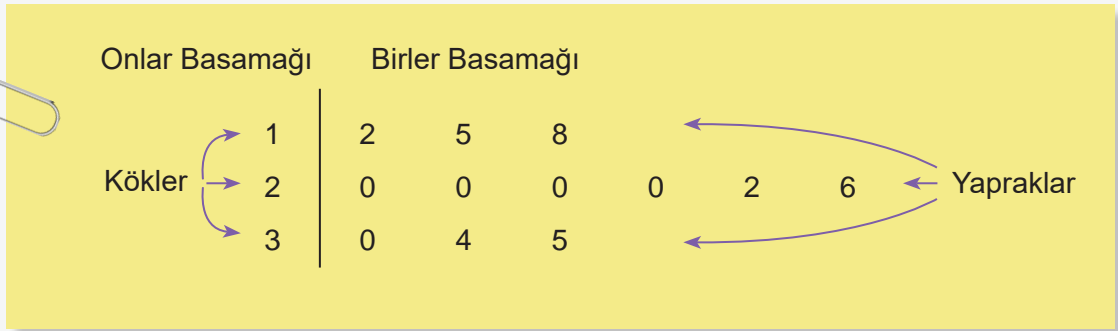 Onlar Basamağı Birler Basamağı
1 2 5 8
Kökler 2 0 0 0 0 2 6 Yapraklar
3 0 4 5